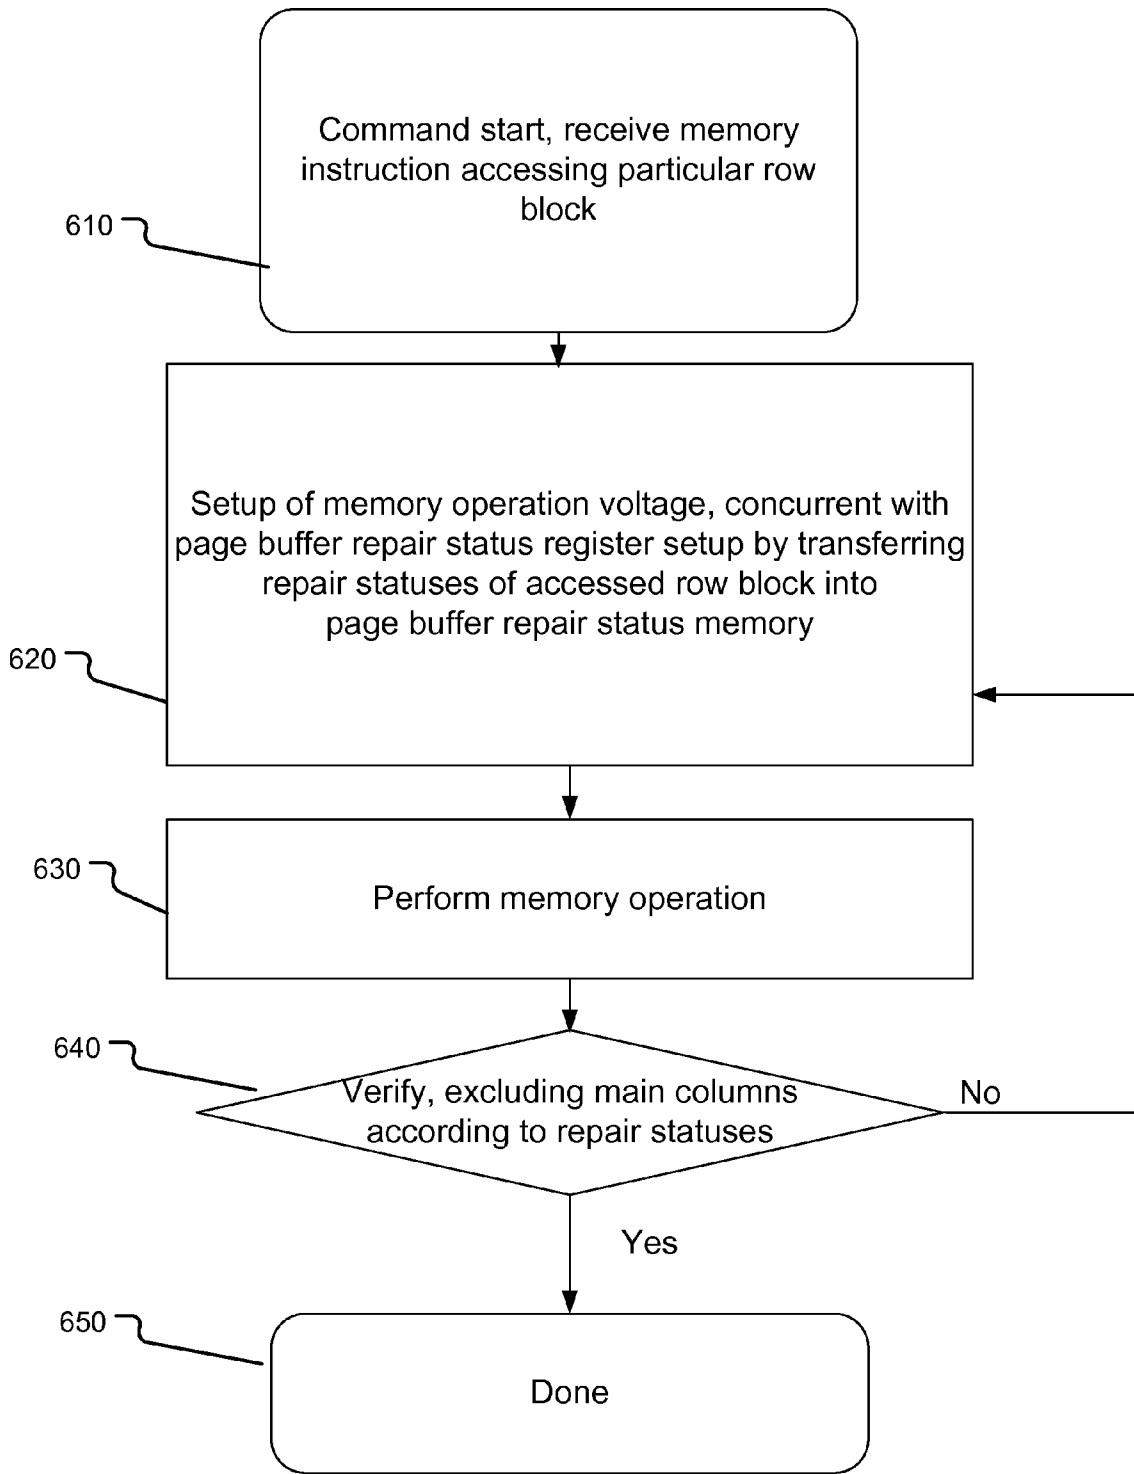 Command start, receive memory
instruction accessing particular row
block
610
Setup of memory operation voltage, concurrent with
page buffer repair status register setup by transferring
repair statuses of accessed row block into
page buffer repair status memory
620
630
Perform memory operation
640
Verify, excluding main columns
according to repair statuses
No
Yes
650
Done